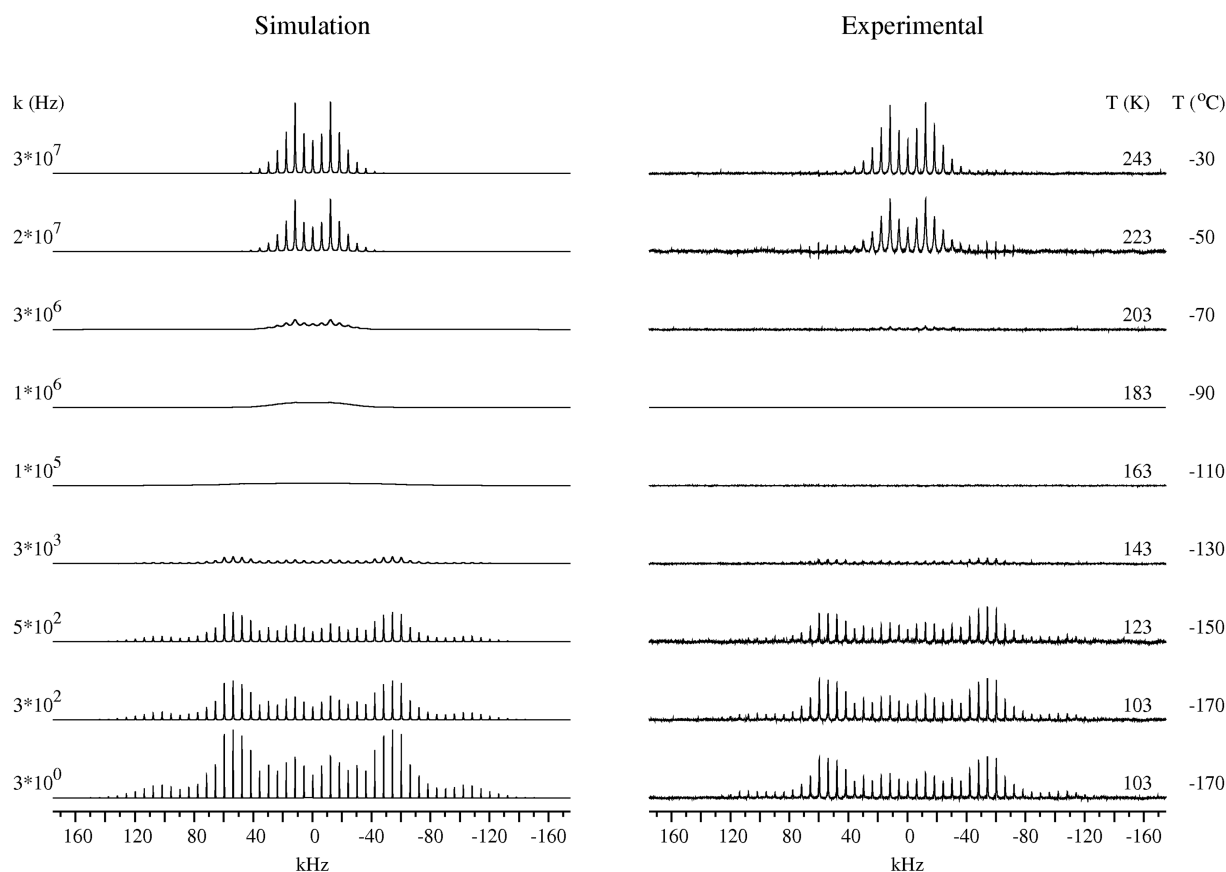 Simulation Experimental
k (Hz) T (K) T (°C)
3*10^7 243 -30
2*10^7 223 -50
3*10^6 203 -70
1*10^6 183 -90
1*10^5 163 -110
3*10^3 143 -130
5*10^2 123 -150
3*10^2 103 -170
3*10^0 103 -170
160 120 80 40 0 -40 -80 -120 -160 160 120 80 40 0 -40 -80 -120 -160
kHz kHz